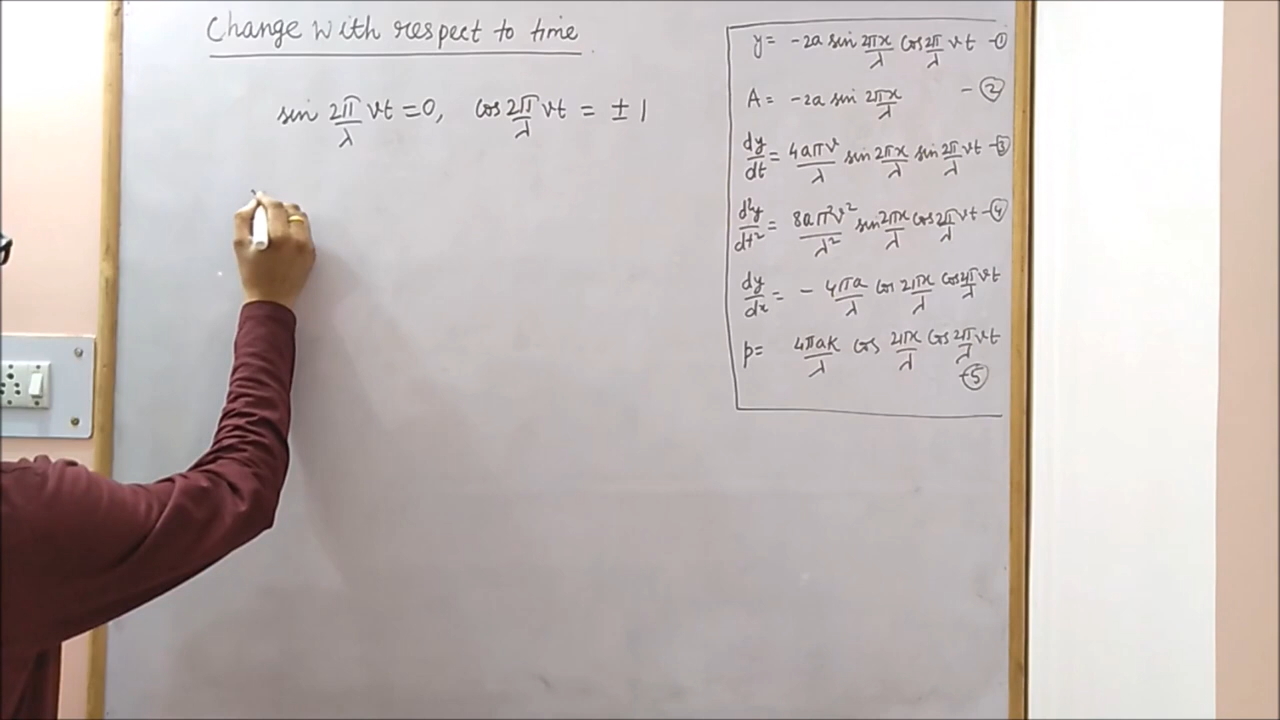 Change with respect to time
sin 2π/λ vt = 0, cos 2π/λ vt = ± 1
y = -2a sin 2πx/λ cos 2π/λ vt -①
A = -2a sin 2πx/λ -②
dy/dt = 4aπv/λ sin 2πx/λ sin 2π/λ vt -③
d²y/dt² = 8aπ²v²/λ² sin 2πx/λ cos 2π/λ vt -④
dy/dx = - 4πa/λ cos 2πx/λ cos 2π/λ vt
p = 4πak/λ cos 2πx/λ cos 2π/λ vt
-⑤